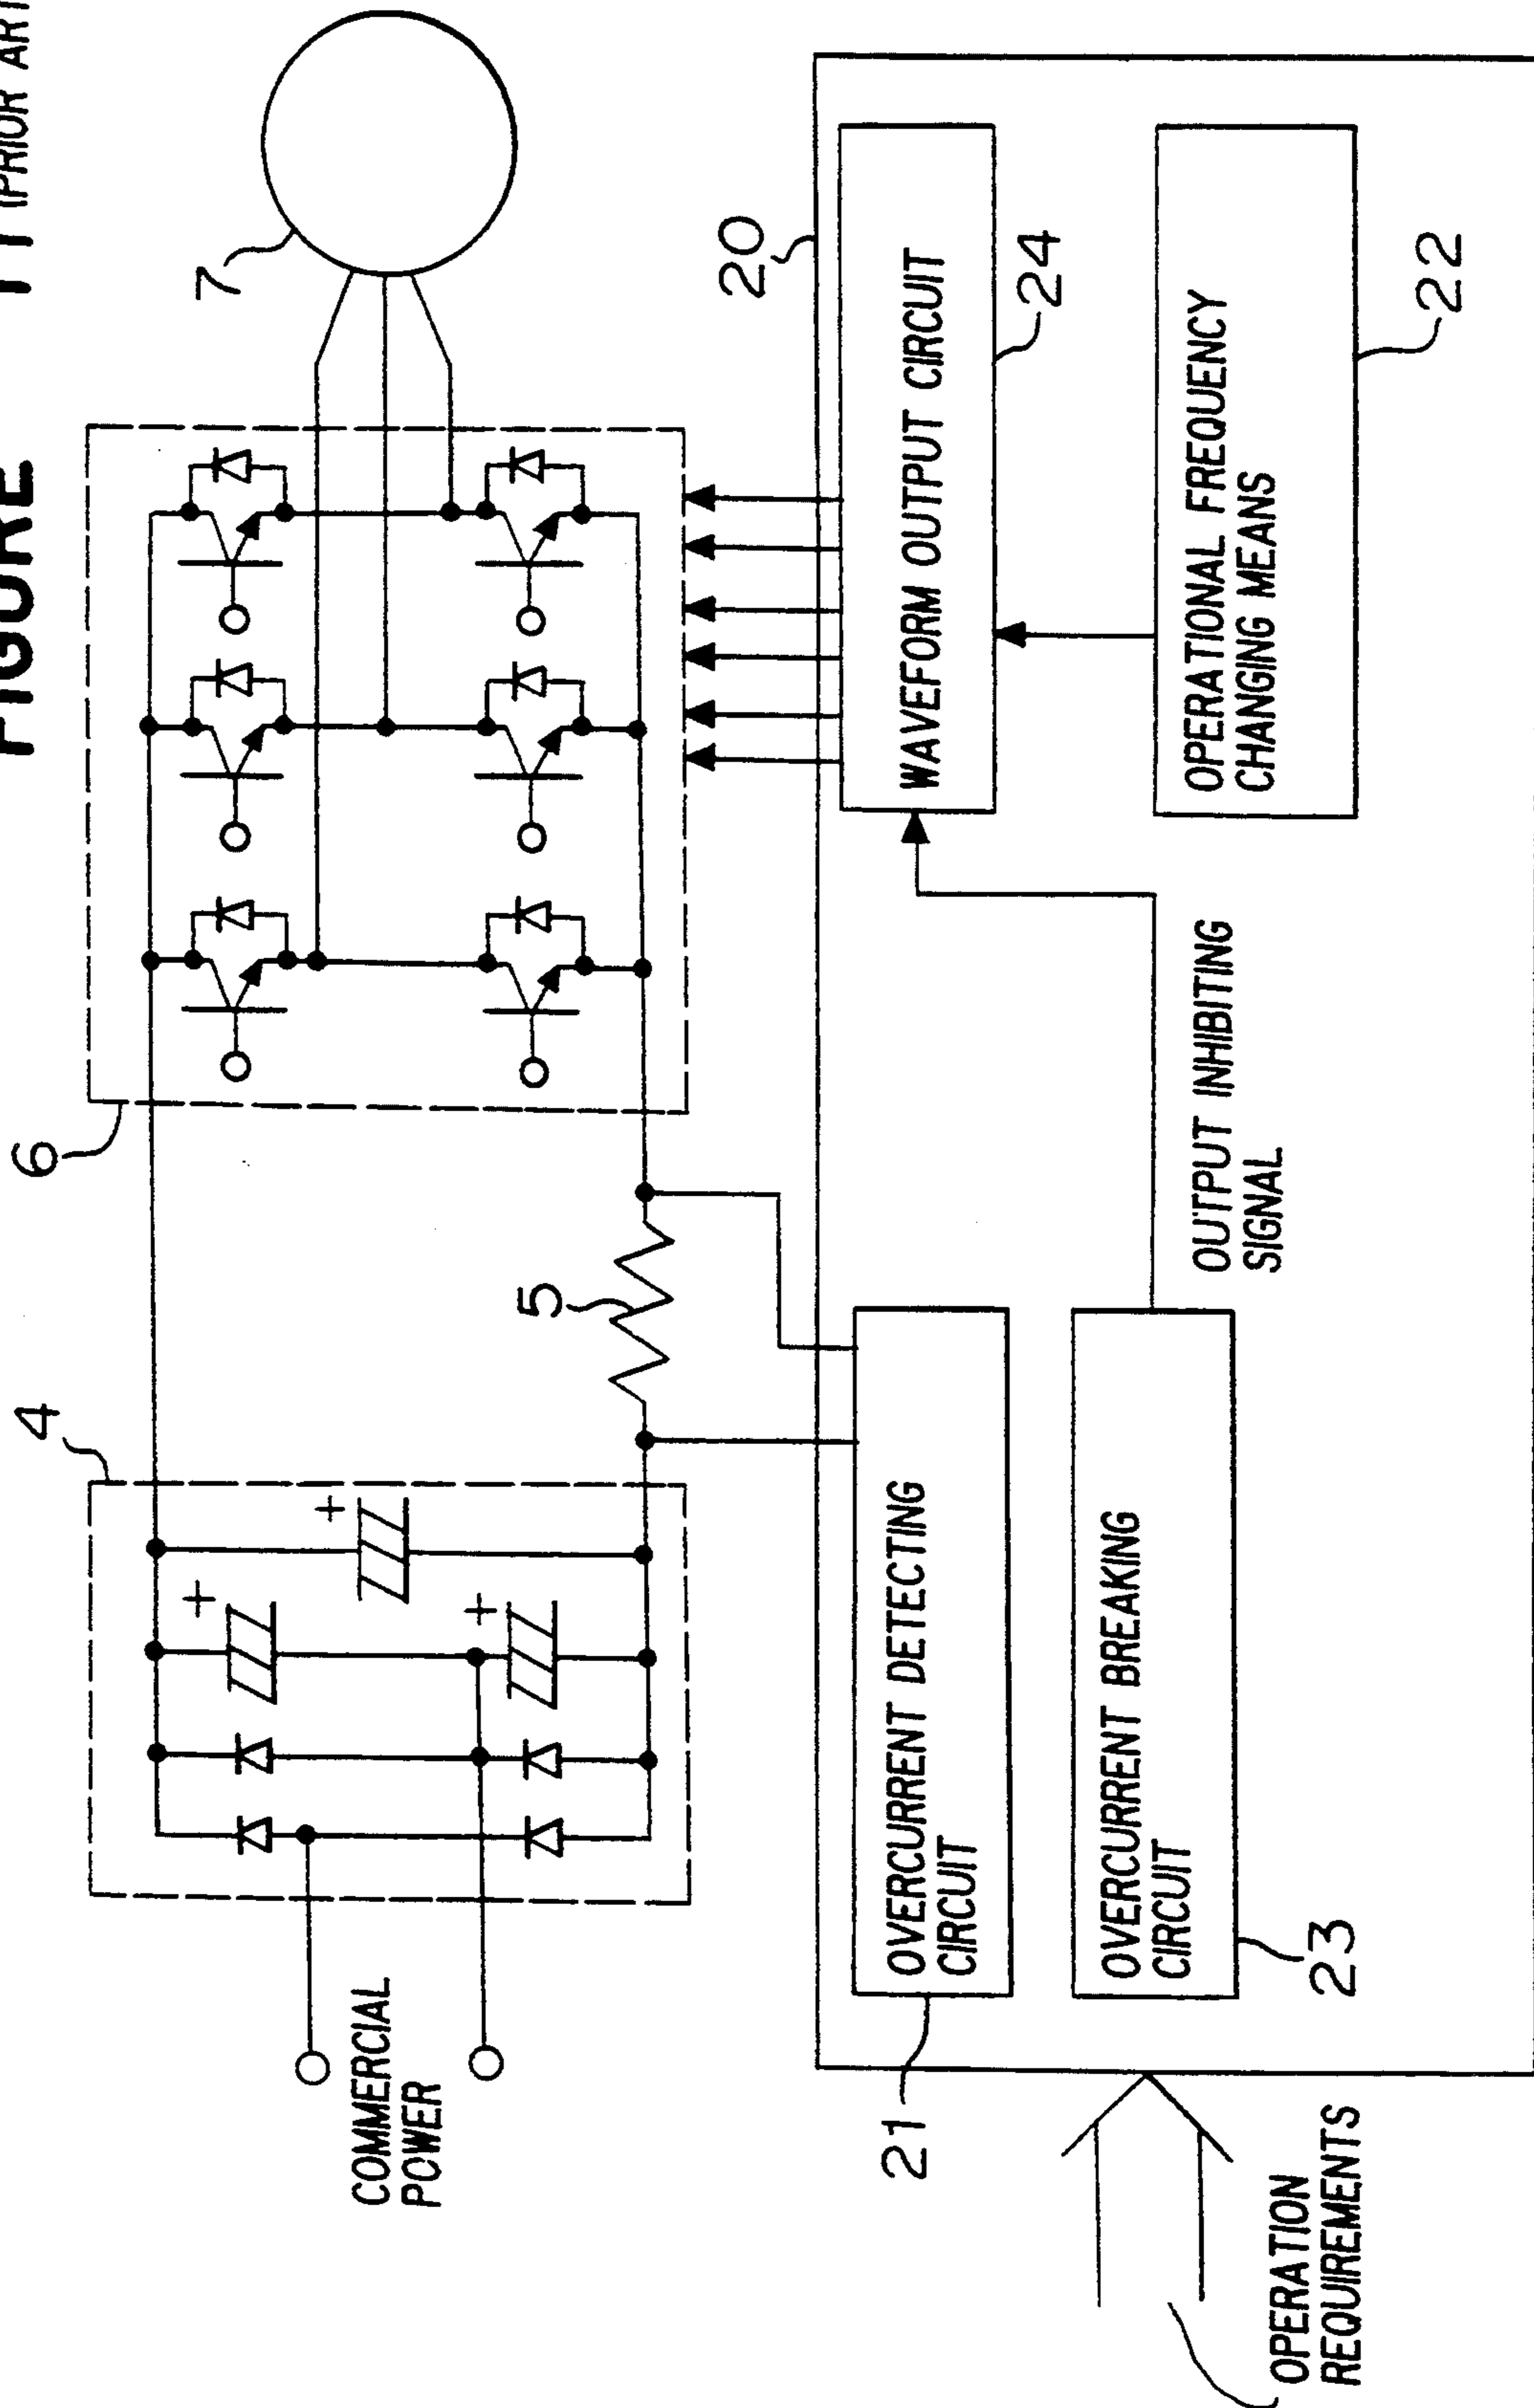 FIGURE 11 (PRIOR ART
4
6
7
5
20
COMMERCIAL
POWER
+
+
+
OVERCURRENT DETECTING
CIRCUIT
21
OVERCURRENT BREAKING
CIRCUIT
23
OUTPUT INHIBITING
SIGNAL
WAVEFORM OUTPUT CIRCUIT
24
OPERATIONAL FREQUENCY
CHANGING MEANS
22
OPERATION
REQUIREMENTS